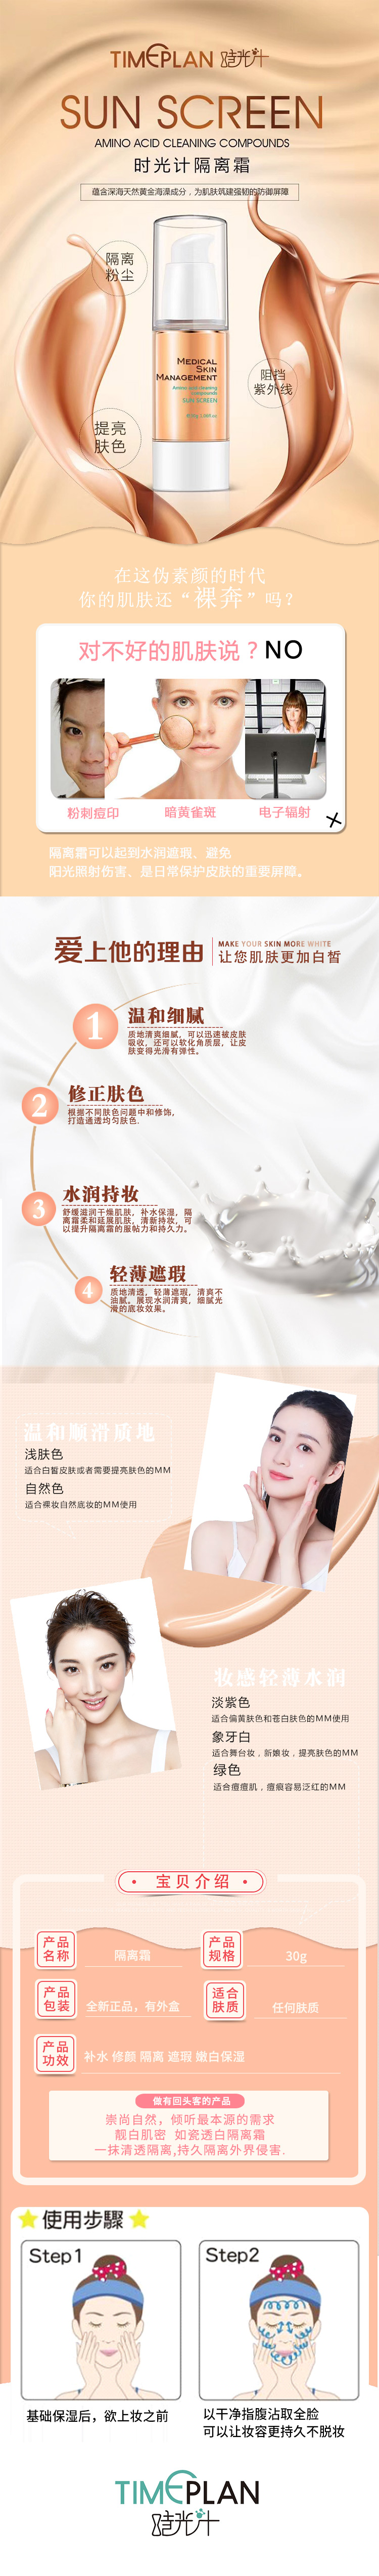 TIMEPLAN 时光计
SUN SCREEN
AMINO ACID CLEANING COMPOUNDS
时光计隔离霜
蕴含深海天然黄金海藻成分，为肌肤筑建强韧的防御屏障
隔离
粉尘
阻挡
紫外线
提亮
肤色
MEDICAL
SKIN
MANAGEMENT
Amino acid cleaning
compounds
SUN SCREEN
在这伪素颜的时代
你的肌肤还“裸奔”吗？
对不好的肌肤说？NO
粉刺痘印
暗黄雀斑
电子辐射
隔离霜可以起到水润遮瑕、避免
阳光照射伤害、是日常保护皮肤的重要屏障。
爱上他的理由
MAKE YOUR SKIN MORE WHITE
让您肌肤更加白皙
1
温和细腻
质地清爽细腻，可以迅速被皮肤
吸收，还可以软化角质层，让皮
肤变得光滑有弹性。
2
修正肤色
根据不同肤色问题中和修饰，
打造通透均匀肤色.
3
水润持妆
舒缓滋润干燥肌肤，补水保湿，隔
离霜柔和延展肌肤，清新持妆，可
以提升隔离霜的服帖力和持久力。
4
轻薄遮瑕
质地清透，轻薄遮瑕，清爽不
油腻。展现水润清爽，细腻光
滑的底妆效果。
温和顺滑质地
浅肤色
适合白皙皮肤或者需要提亮肤色的MM
自然色
适合裸妆自然底妆的MM使用
妆感轻薄水润
淡紫色
适合偏黄肤色和苍白肤色的MM使用
象牙白
适合舞台妆，新娘妆，提亮肤色的MM
绿色
适合痘痘肌，痘痕容易泛红的MM
宝贝介绍
产品
名称
隔离霜
产品
规格
30g
产品
包装
全新正品，有外盒
适合
肤质
任何肤质
产品
功效
补水 修颜 隔离 遮瑕 嫩白保湿
做有回头客的产品
崇尚自然，倾听最本源的需求
靓白肌密 如瓷透白隔离霜
一抹清透隔离,持久隔离外界侵害.
使用步骤
Step1
Step2
基础保湿后，欲上妆之前
以干净指腹沾取全脸
可以让妆容更持久不脱妆
TIMEPLAN
时光计